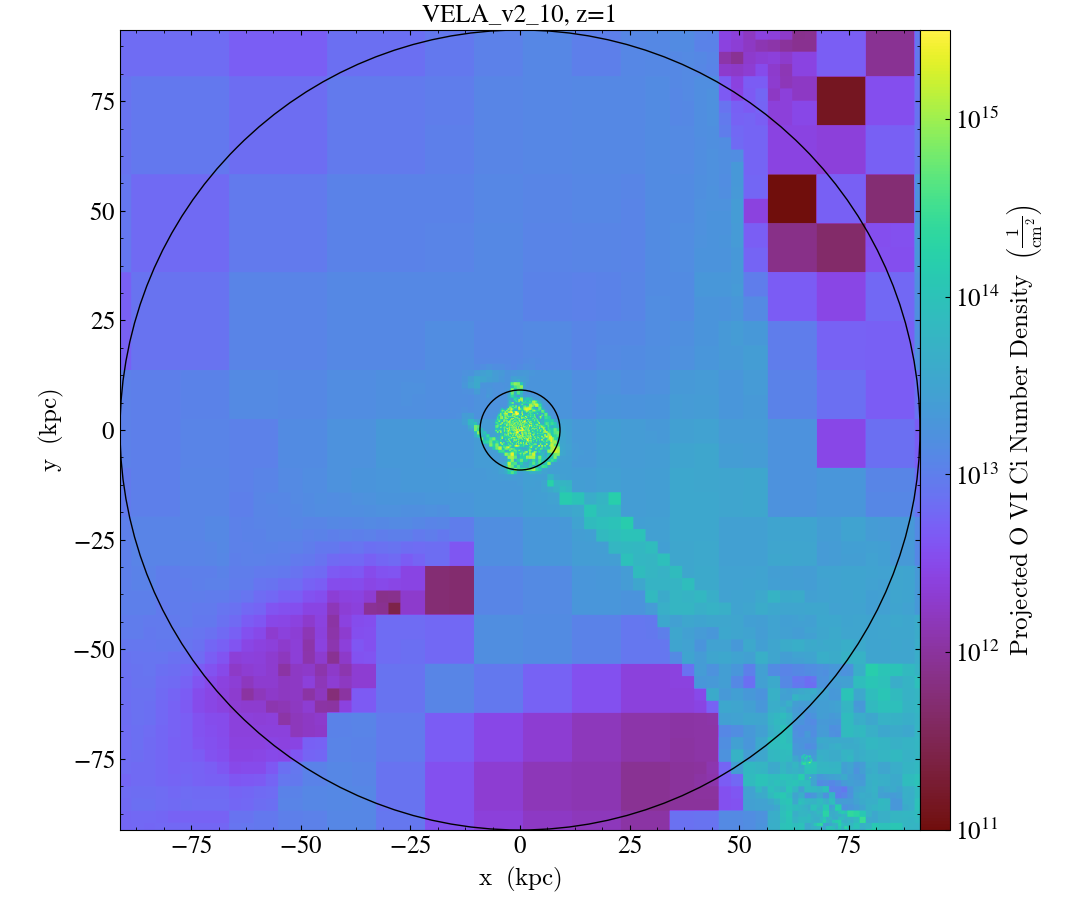 VELA_v2_10, z=1
75
50
25
0
−25
−50
−75
y (kpc)
−75 −50 −25 0 25 50 75
x (kpc)
10^15
10^14
10^13
10^12
10^11
Projected O VI Ci Number Density (1/cm^2)